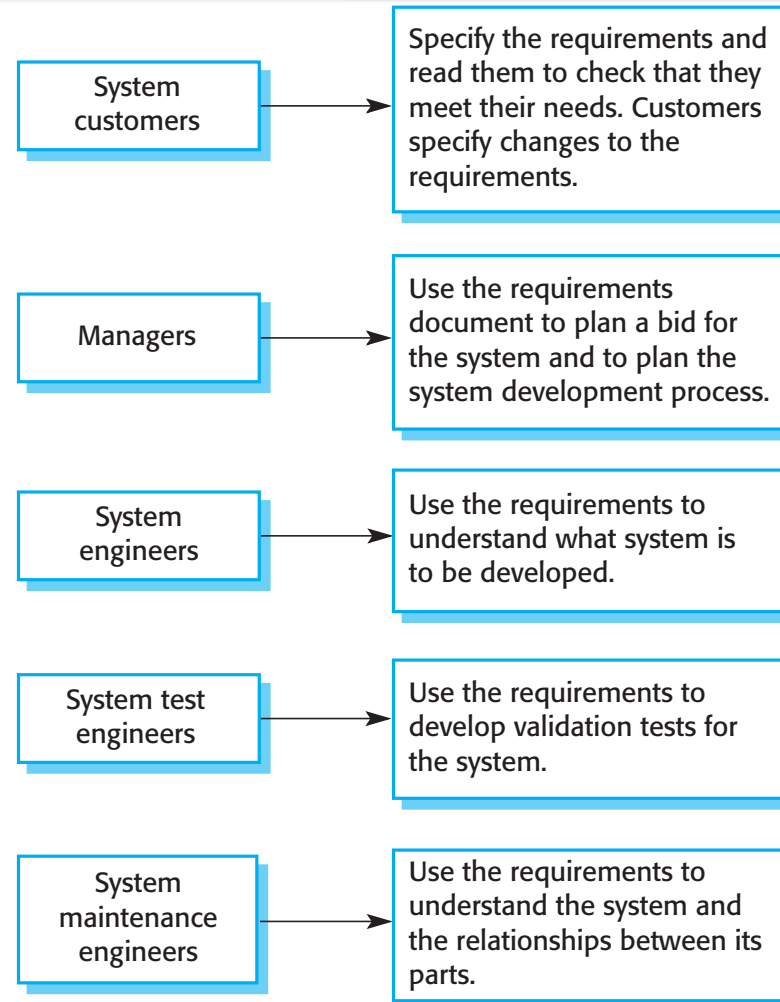 System
customers
Specify the requirements and
read them to check that they
meet their needs. Customers
specify changes to the
requirements.
Managers
Use the requirements
document to plan a bid for
the system and to plan the
system development process.
System
engineers
Use the requirements to
understand what system is
to be developed.
System test
engineers
Use the requirements to
develop validation tests for
the system.
System
maintenance
engineers
Use the requirements to
understand the system and
the relationships between its
parts.